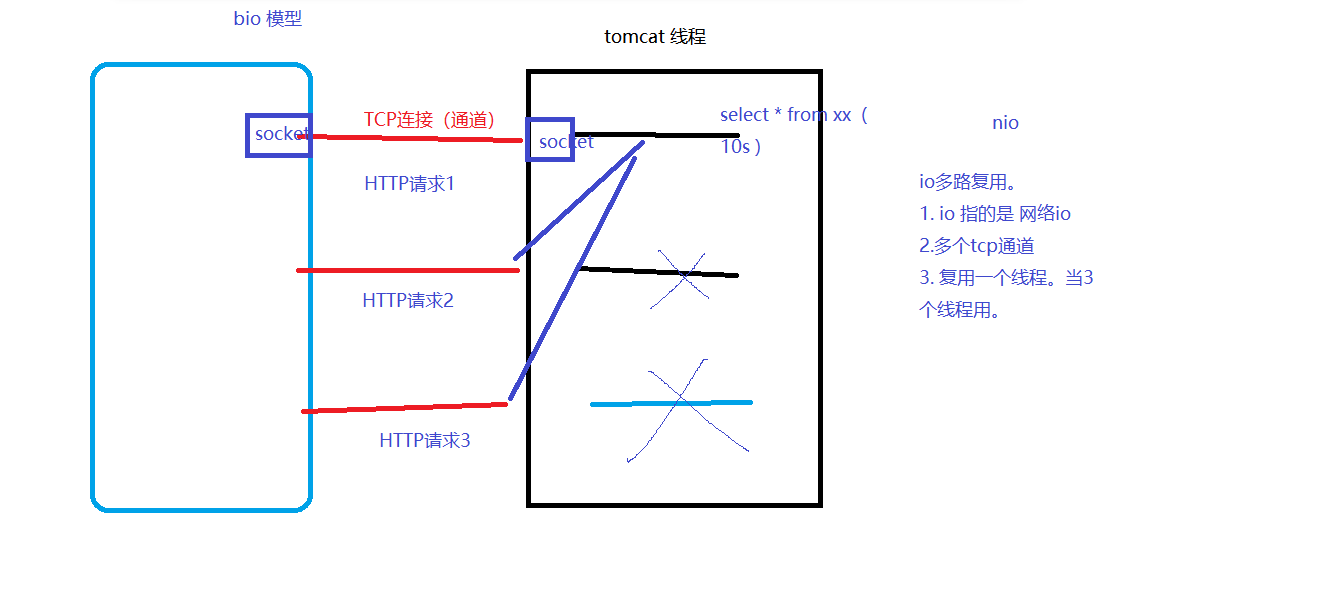 bio 模型
tomcat 线程
socket
TCP连接（通道）
socket
select * from xx（
10s ）
nio
HTTP请求1
io多路复用。
1. io 指的是 网络io
2.多个tcp通道
3. 复用一个线程。当3
个线程用。
HTTP请求2
HTTP请求3